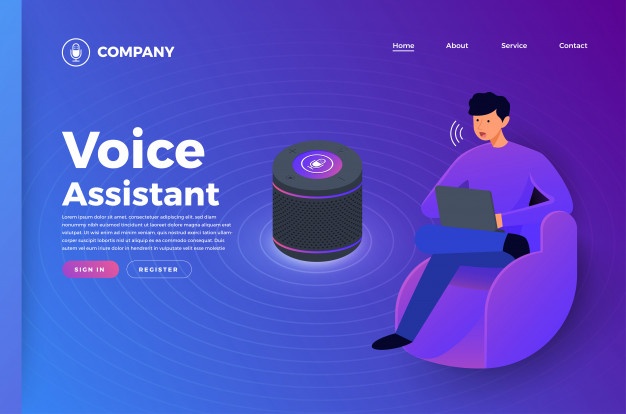 COMPANY
Home About Service Contact
Voice
Assistant
Lorem ipsum dolor sit amet, consectetuer adipiscing elit, sed diam
nonummy nibh euismod tincidunt ut laoreet dolore magna aliquam erat
volutpat. Ut wisi enim ad minim veniam, quis nostrud exerci tation ullam-
corper suscipit lobortis nisl ut aliquip ex ea commodo consequat. Duis
autem vel eum iriure dolor in hendrerit in vulputate velit esse molestie
SIGN IN REGISTER